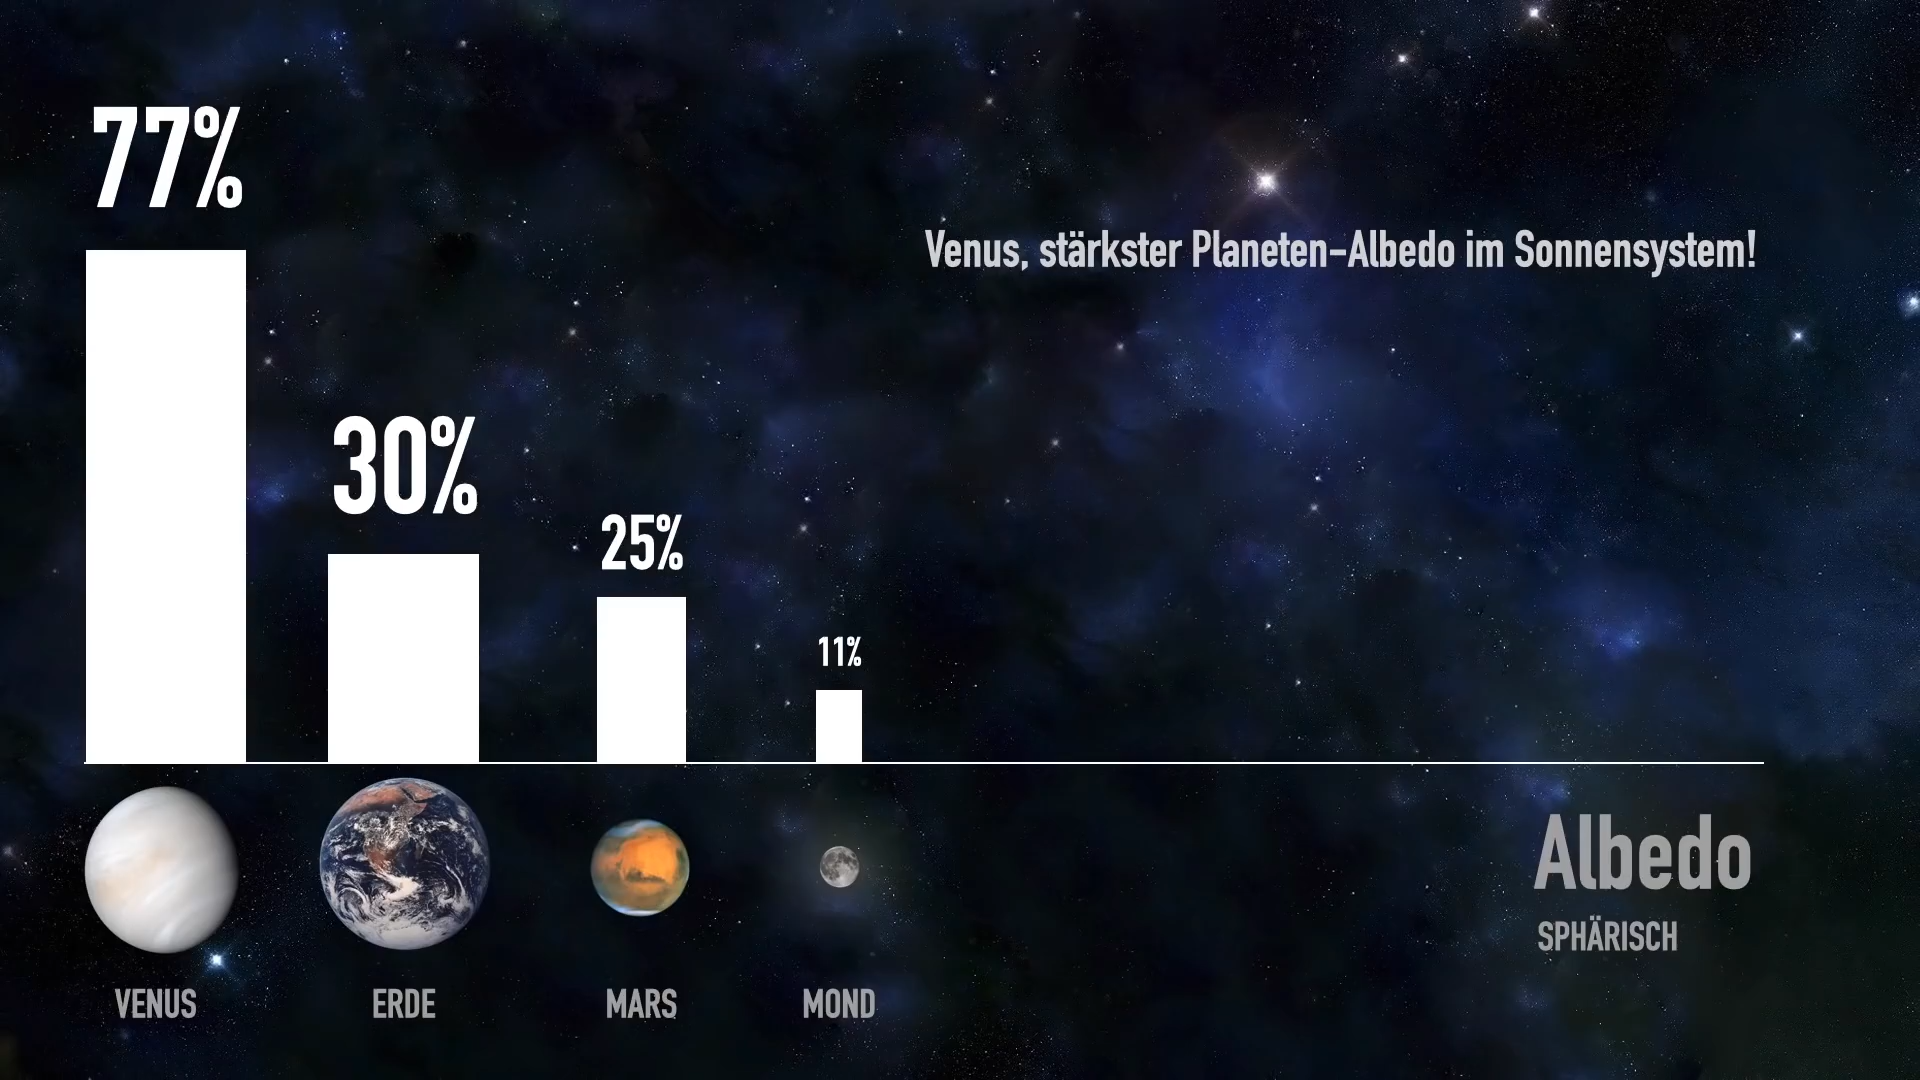 77%
Venus, stärkster Planeten-Albedo im Sonnensystem!
30%
25%
11%
Albedo
SPHÄRISCH
VENUS
ERDE
MARS
MOND